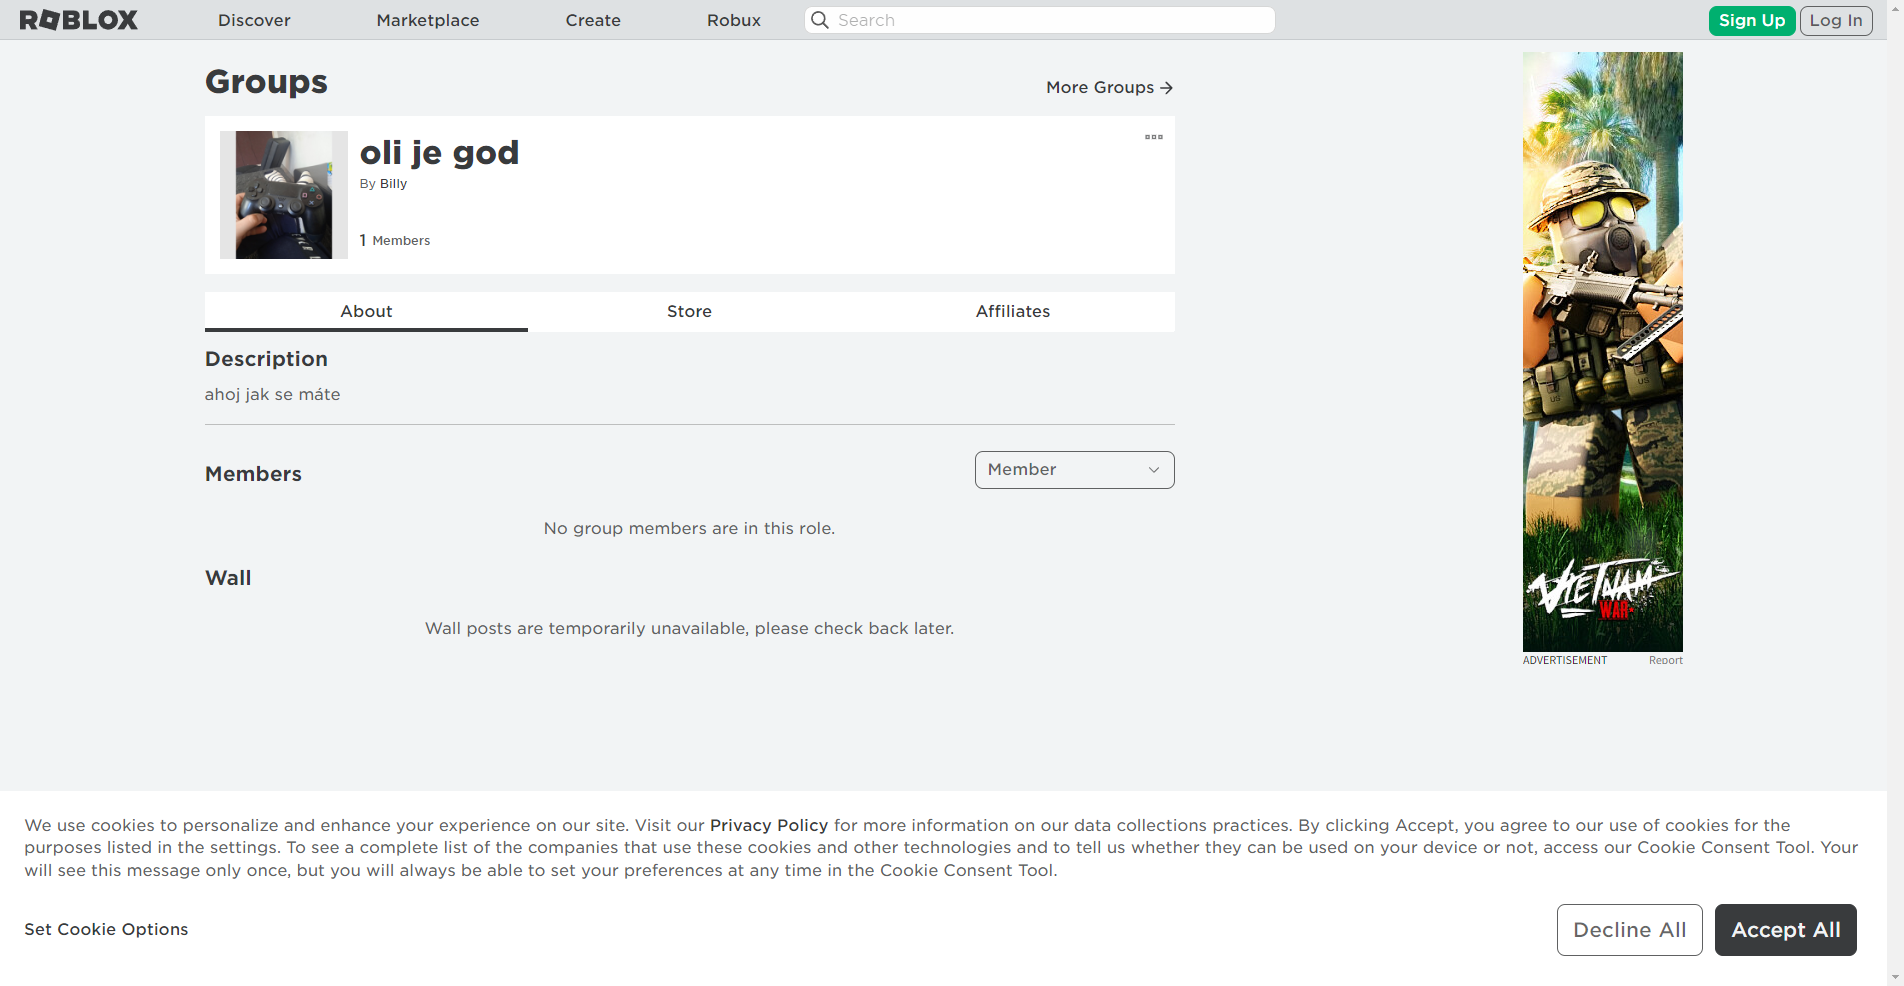 ROBLOX
Discover
Marketplace
Create
Robux
Search
Sign Up
Log In
Groups
More Groups
oli je god
By Billy
1 Members
About
Store
Affiliates
Description
ahoj jak se máte
Members
Member
No group members are in this role.
Wall
Wall posts are temporarily unavailable, please check back later.
US
US
VIETNAM
WAR
ADVERTISEMENT
Report
We use cookies to personalize and enhance your experience on our site. Visit our Privacy Policy for more information on our data collections practices. By clicking Accept, you agree to our use of cookies for the
purposes listed in the settings. To see a complete list of the companies that use these cookies and other technologies and to tell us whether they can be used on your device or not, access our Cookie Consent Tool. Your
will see this message only once, but you will always be able to set your preferences at any time in the Cookie Consent Tool.
Set Cookie Options
Decline All
Accept All